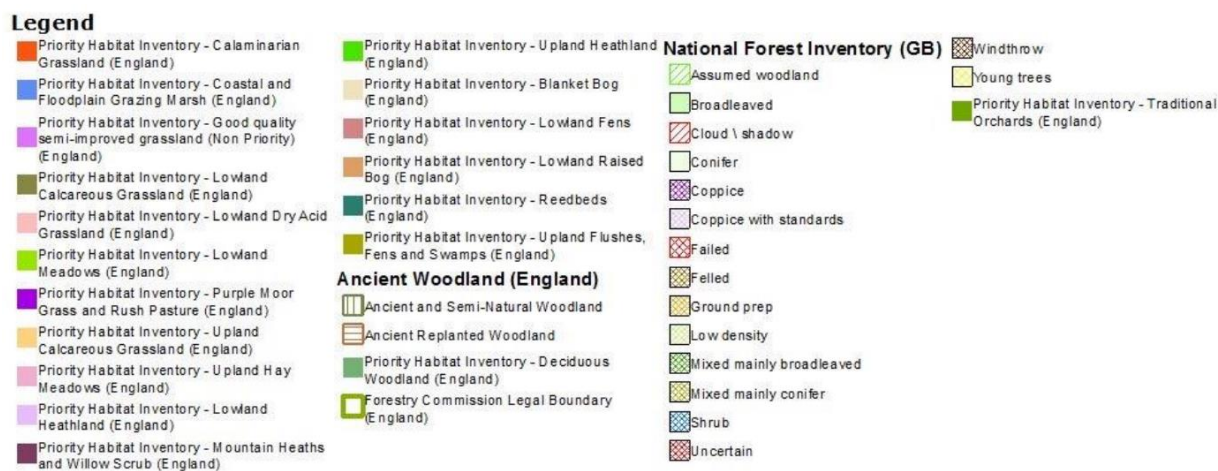 Legend
Priority Habitat Inventory - Calaminarian
Grassland (England)
Priority Habitat Inventory - Coastal and
Floodplain Grazing Marsh (England)
Priority Habitat Inventory - Good quality
semi-improved grassland (Non Priority)
(England)
Priority Habitat Inventory - Lowland
Calcareous Grassland (England)
Priority Habitat Inventory - Lowland Dry Acid
Grassland (England)
Priority Habitat Inventory - Lowland
Meadows (England)
Priority Habitat Inventory - Purple Moor
Grass and Rush Pasture (England)
Priority Habitat Inventory - Upland
Calcareous Grassland (England)
Priority Habitat Inventory - Upland Hay
Meadows (England)
Priority Habitat Inventory - Lowland
Heathland (England)
Priority Habitat Inventory - Mountain Heaths
and Willow Scrub (England)
Priority Habitat Inventory - Upland Heathland
(England)
Priority Habitat Inventory - Blanket Bog
(England)
Priority Habitat Inventory - Lowland Fens
(England)
Priority Habitat Inventory - Lowland Raised
Bog (England)
Priority Habitat Inventory - Reedbeds
(England)
Priority Habitat Inventory - Upland Flushes,
Fens and Swamps (England)
Ancient Woodland (England)
Ancient and Semi-Natural Woodland
Ancient Replanted Woodland
Priority Habitat Inventory - Deciduous
Woodland (England)
Forestry Commission Legal Boundary
(England)
National Forest Inventory (GB)
Assumed woodland
Broadleaved
Cloud \ shadow
Conifer
Coppice
Coppice with standards
Failed
Felled
Ground prep
Low density
Mixed mainly broadleaved
Mixed mainly conifer
Shrub
Uncertain
Windthrow
Young trees
Priority Habitat Inventory - Traditional
Orchards (England)